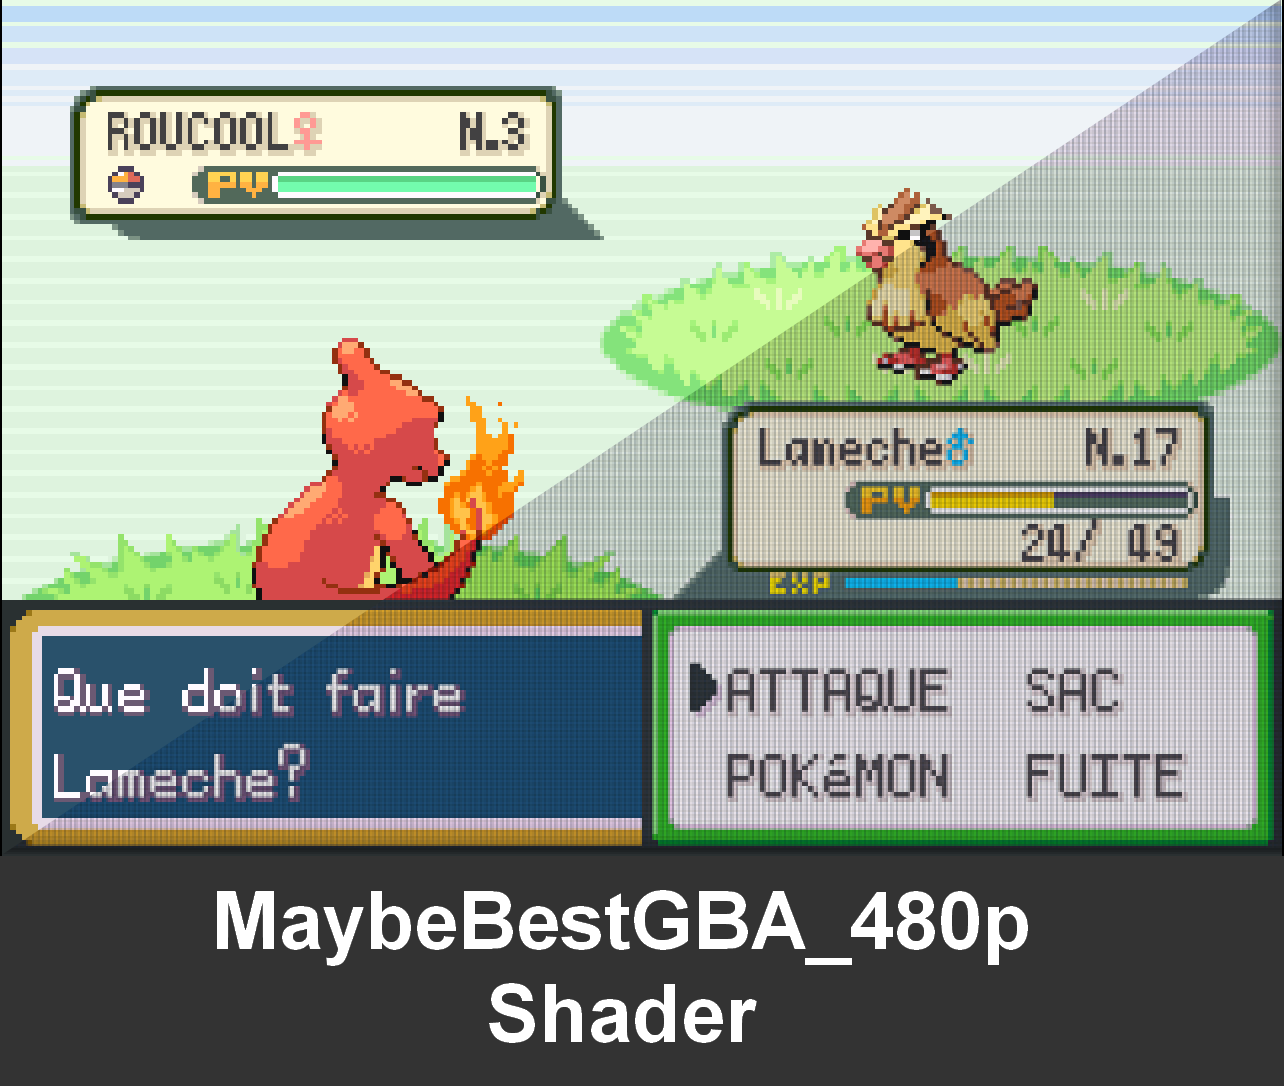 ROUCOOL♀ N.3
PV
Lameche♂ N.17
PV
24/ 49
EXP
Que doit faire
Lameche?
ATTAQUE SAC
POKéMON FUITE
MaybeBestGBA_480p
Shader